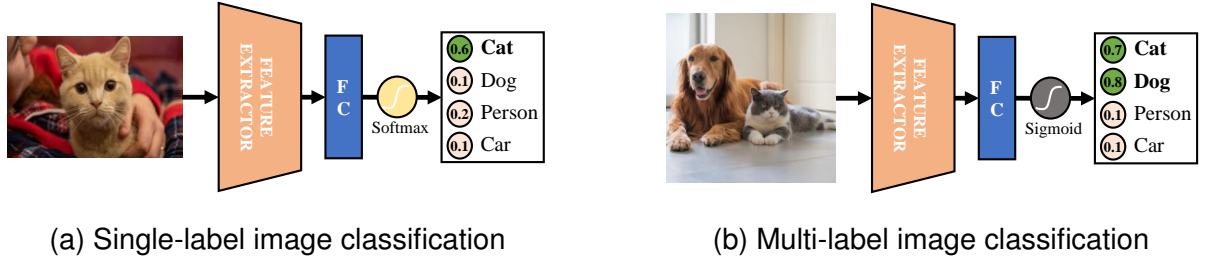 FEATURE
EXTRACTOR
F
C
Softmax
0.6 Cat
0.1 Dog
0.2 Person
0.1 Car
(a) Single-label image classification
FEATURE
EXTRACTOR
F
C
Sigmoid
0.7 Cat
0.8 Dog
0.1 Person
0.1 Car
(b) Multi-label image classification